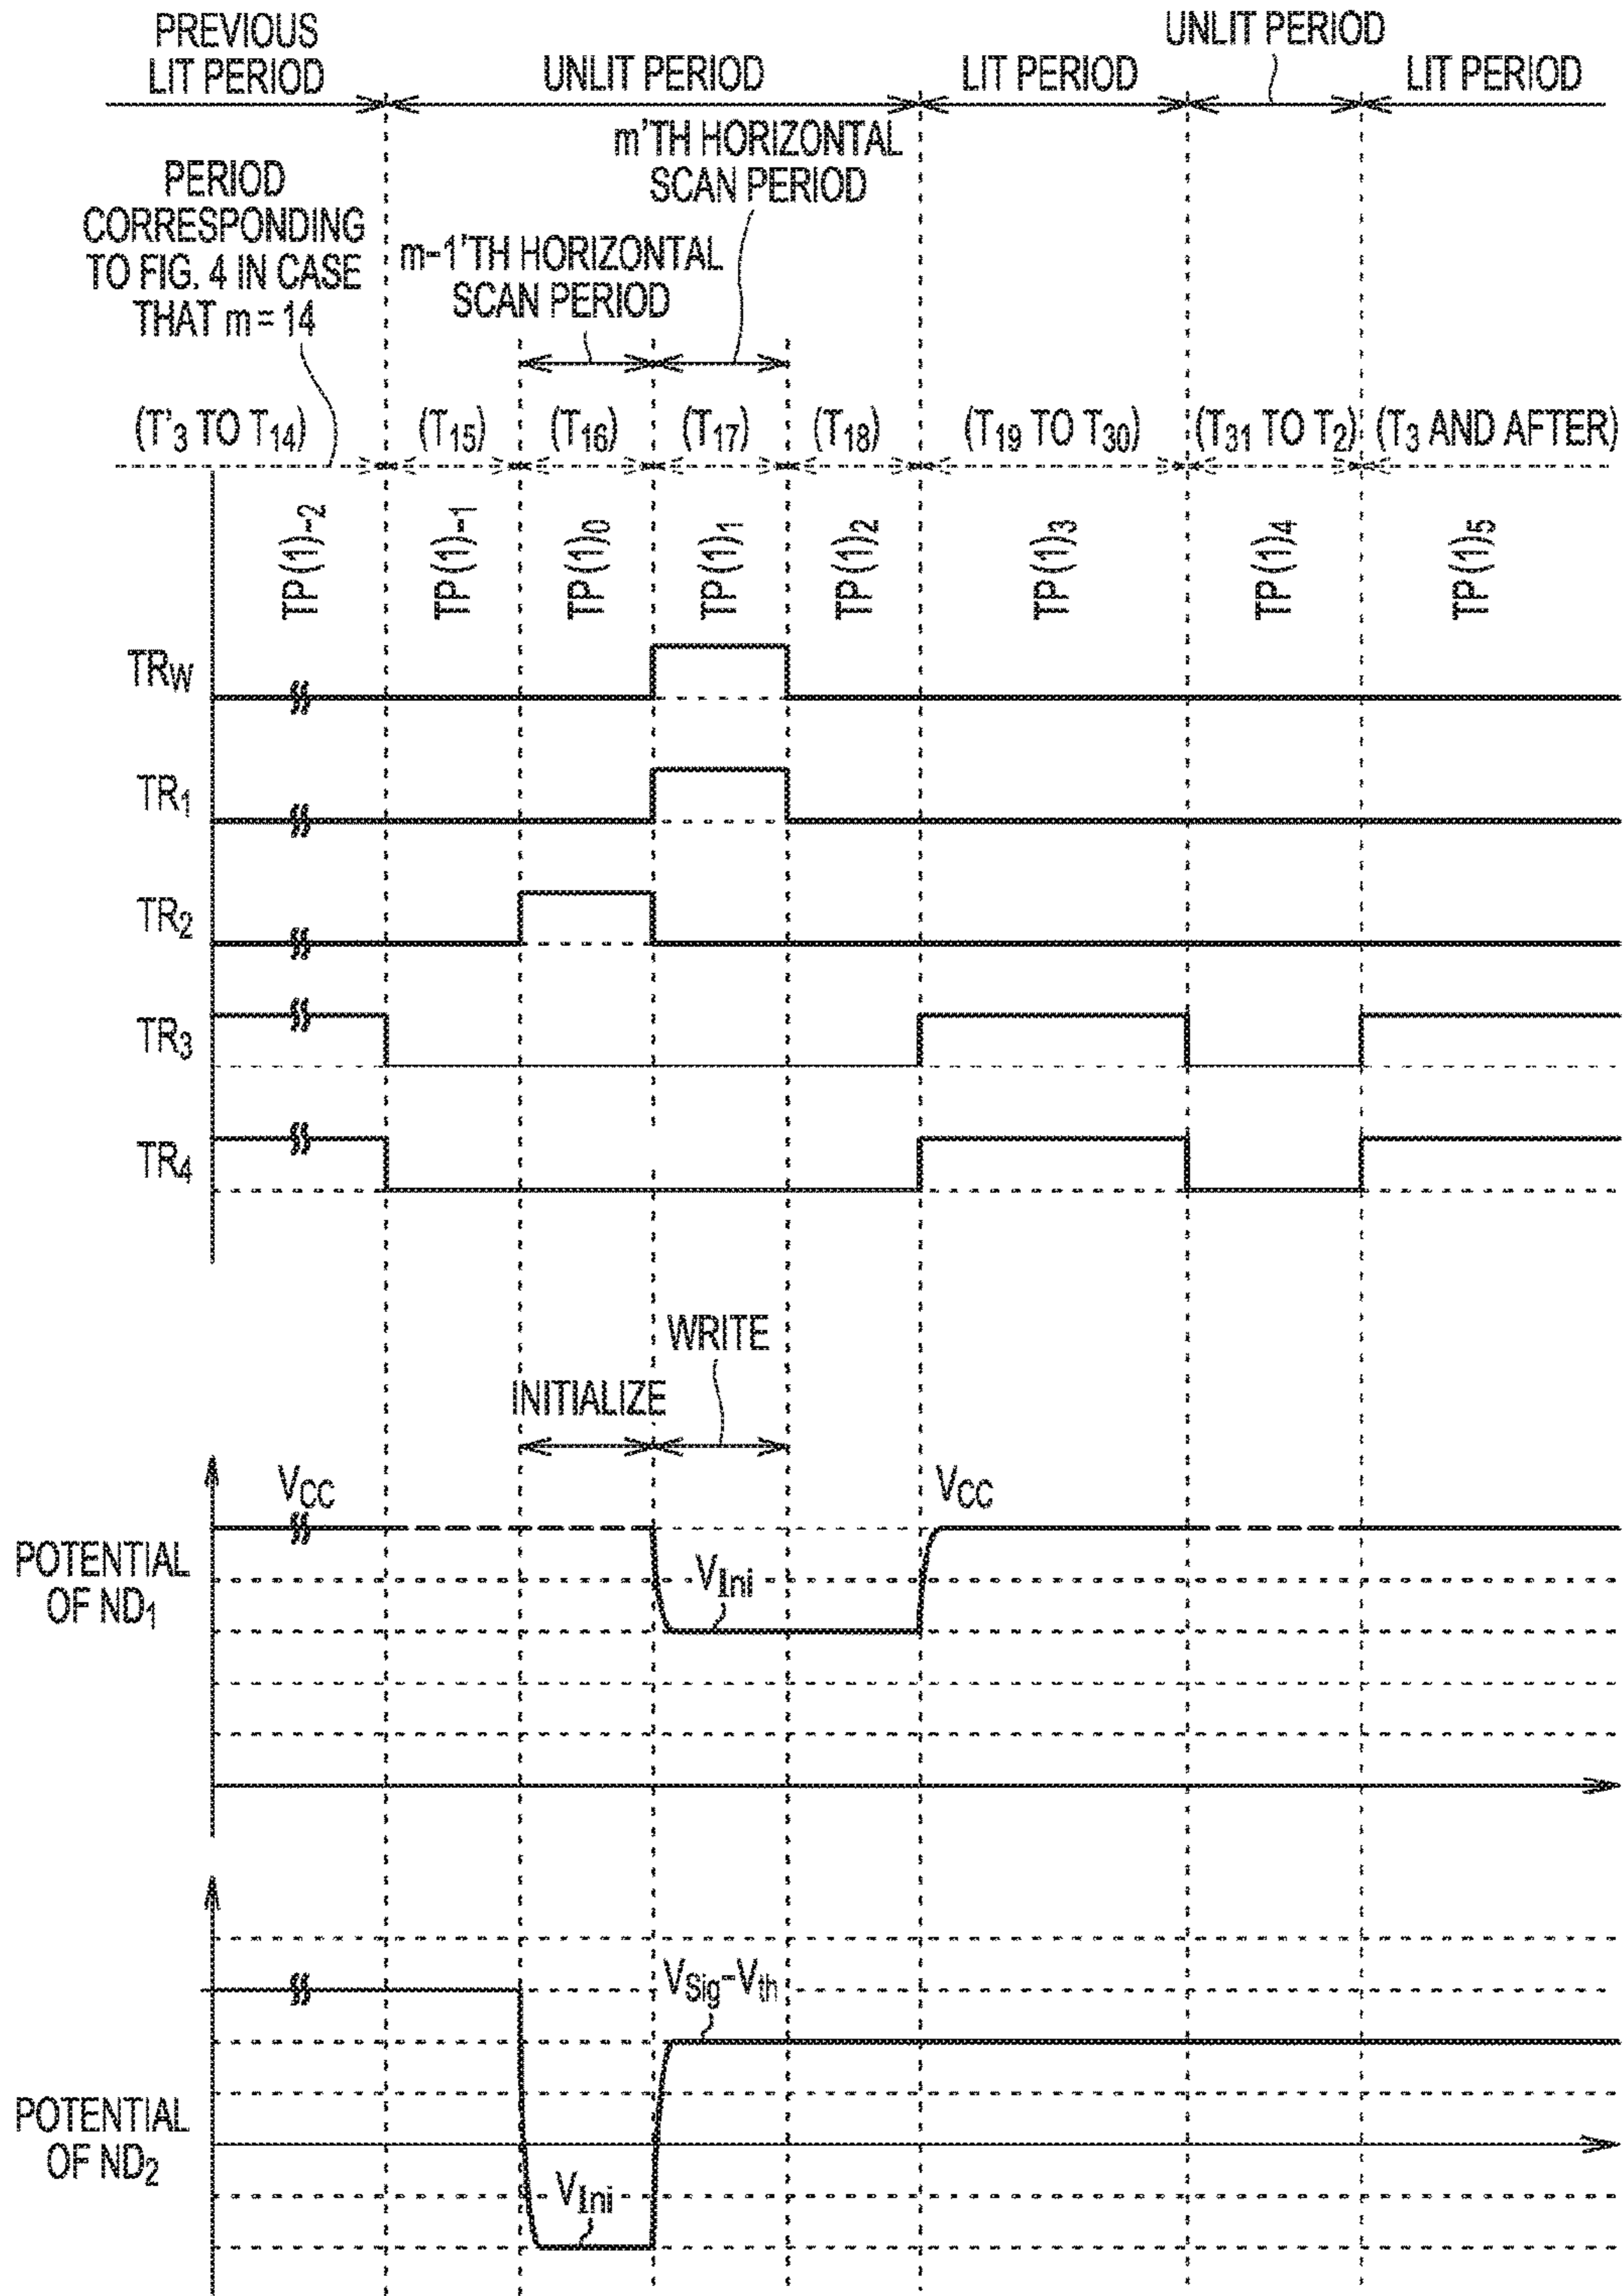 PREVIOUS
LIT PERIOD
UNLIT PERIOD
LIT PERIOD
UNLIT PERIOD
LIT PERIOD
m'TH HORIZONTAL
SCAN PERIOD
PERIOD
CORRESPONDING
TO FIG. 4 IN CASE
THAT m = 14
m-1'TH HORIZONTAL
SCAN PERIOD
(T'3 TO T14)
(T15)
(T16)
(T17)
(T18)
(T19 TO T30)
(T31 TO T2)
(T3 AND AFTER)
TP(1)-2
TP(1)-1
TP(1)0
TP(1)1
TP(1)2
TP(1)3
TP(1)4
TP(1)5
TRW
TR1
TR2
TR3
TR4
WRITE
INITIALIZE
VCC
VCC
POTENTIAL
OF ND1
VIni
VSig-Vth
POTENTIAL
OF ND2
VIni